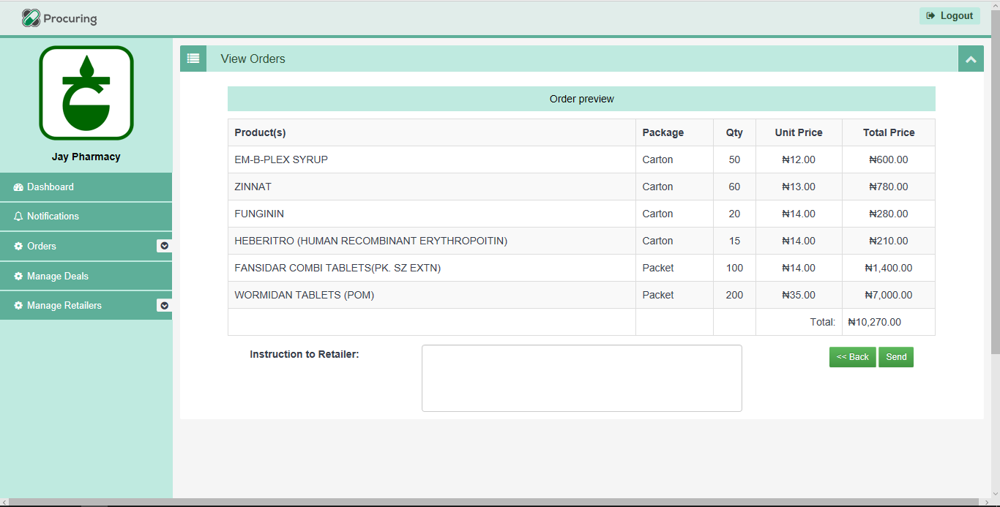 Procuring
Logout
Jay Pharmacy
Dashboard
Notifications
Orders
Manage Deals
Manage Retailers
View Orders
Order preview
Product(s) Package Qty Unit Price Total Price
EM-B-PLEX SYRUP Carton 50 ₦12.00 ₦600.00
ZINNAT Carton 60 ₦13.00 ₦780.00
FUNGININ Carton 20 ₦14.00 ₦280.00
HEBERITRO (HUMAN RECOMBINANT ERYTHROPOITIN) Carton 15 ₦14.00 ₦210.00
FANSIDAR COMBI TABLETS(PK. SZ EXTN) Packet 100 ₦14.00 ₦1,400.00
WORMIDAN TABLETS (POM) Packet 200 ₦35.00 ₦7,000.00
Total: ₦10,270.00
Instruction to Retailer: << Back Send